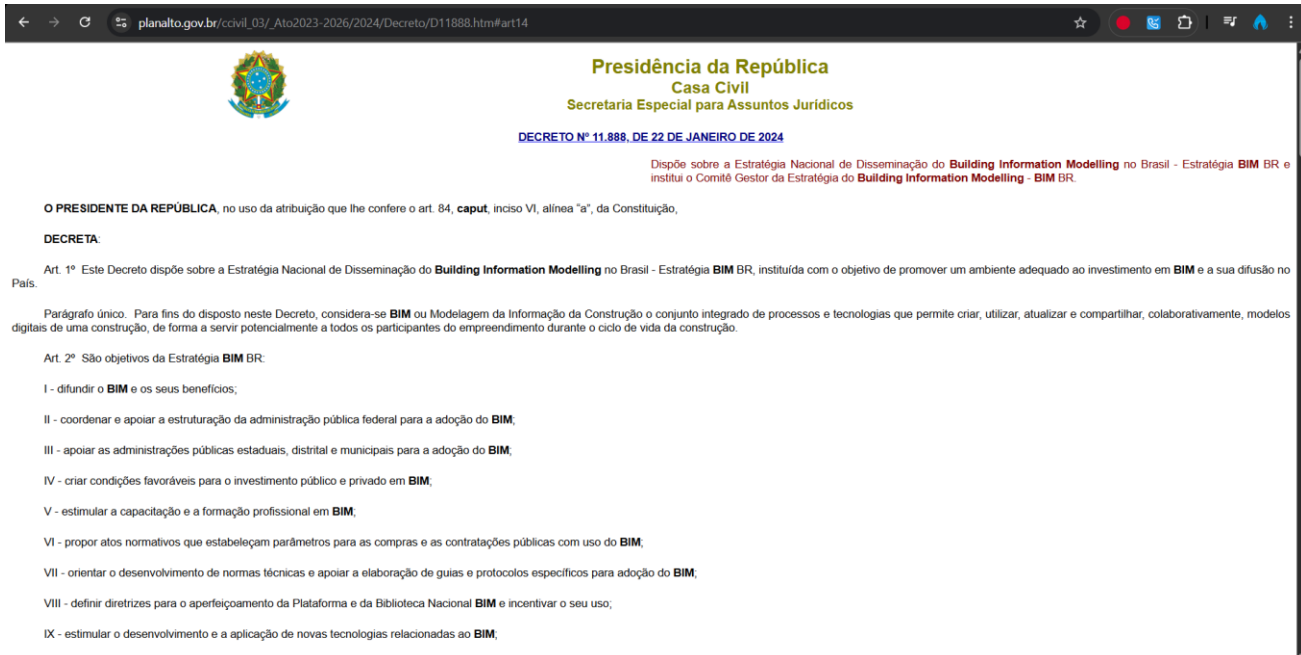 planalto.gov.br/ccivil_03/_Ato2023-2026/2024/Decreto/D11888.htm#art14
Presidência da República
Casa Civil
Secretaria Especial para Assuntos Jurídicos
DECRETO Nº 11.888, DE 22 DE JANEIRO DE 2024
Dispõe sobre a Estratégia Nacional de Disseminação do Building Information Modelling no Brasil - Estratégia BIM BR e
institui o Comitê Gestor da Estratégia do Building Information Modelling - BIM BR.
O PRESIDENTE DA REPÚBLICA, no uso da atribuição que lhe confere o art. 84, caput, inciso VI, alínea “a”, da Constituição,
DECRETA:
Art. 1º Este Decreto dispõe sobre a Estratégia Nacional de Disseminação do Building Information Modelling no Brasil - Estratégia BIM BR, instituída com o objetivo de promover um ambiente adequado ao investimento em BIM e a sua difusão no
País.
Parágrafo único. Para fins do disposto neste Decreto, considera-se BIM ou Modelagem da Informação da Construção o conjunto integrado de processos e tecnologias que permite criar, utilizar, atualizar e compartilhar, colaborativamente, modelos
digitais de uma construção, de forma a servir potencialmente a todos os participantes do empreendimento durante o ciclo de vida da construção.
Art. 2º São objetivos da Estratégia BIM BR:
I - difundir o BIM e os seus benefícios;
II - coordenar e apoiar a estruturação da administração pública federal para a adoção do BIM;
III - apoiar as administrações públicas estaduais, distrital e municipais para a adoção do BIM;
IV - criar condições favoráveis para o investimento público e privado em BIM;
V - estimular a capacitação e a formação profissional em BIM;
VI - propor atos normativos que estabeleçam parâmetros para as compras e as contratações públicas com uso do BIM;
VII - orientar o desenvolvimento de normas técnicas e apoiar a elaboração de guias e protocolos específicos para adoção do BIM;
VIII - definir diretrizes para o aperfeiçoamento da Plataforma e da Biblioteca Nacional BIM e incentivar o seu uso;
IX - estimular o desenvolvimento e a aplicação de novas tecnologias relacionadas ao BIM;